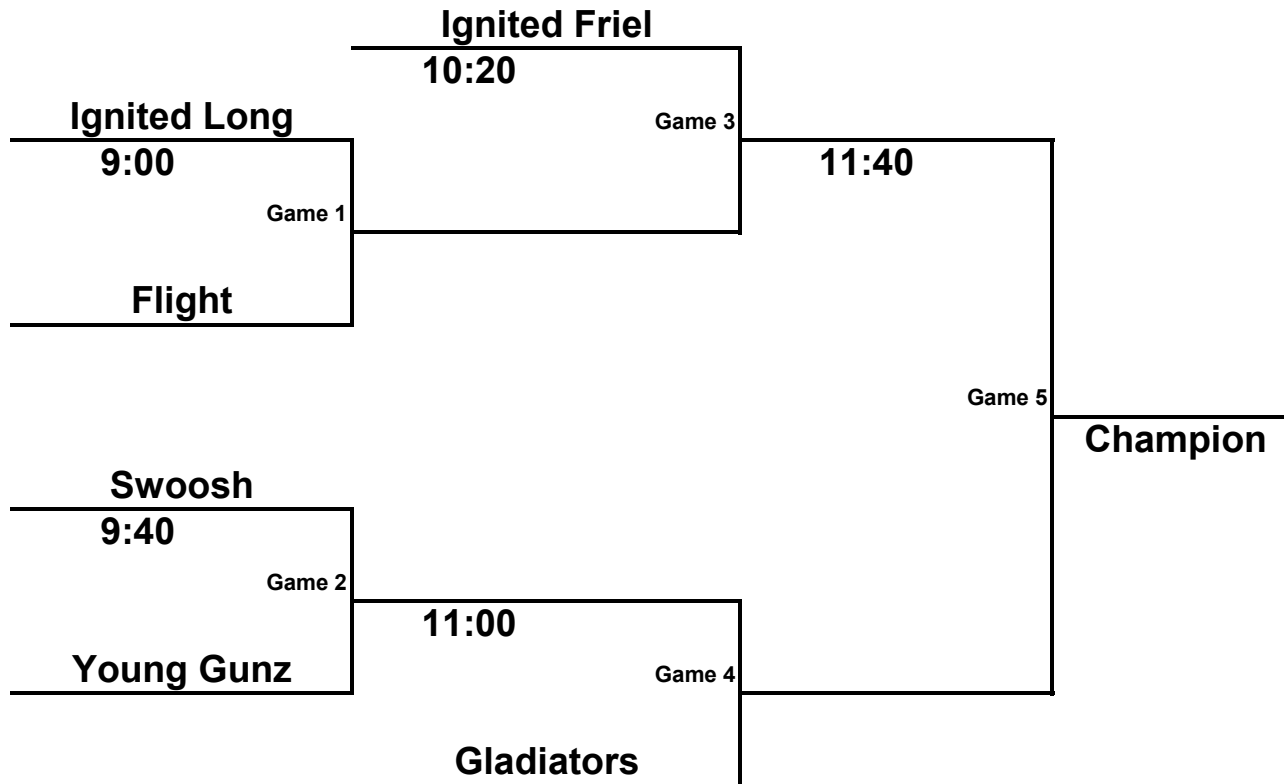 Ignited Friel
10:20
Ignited Long
Game 3
9:00
11:40
Game 1
Flight
Game 5
Champion
Swoosh
9:40
Game 2
11:00
Young Gunz
Game 4
Gladiators